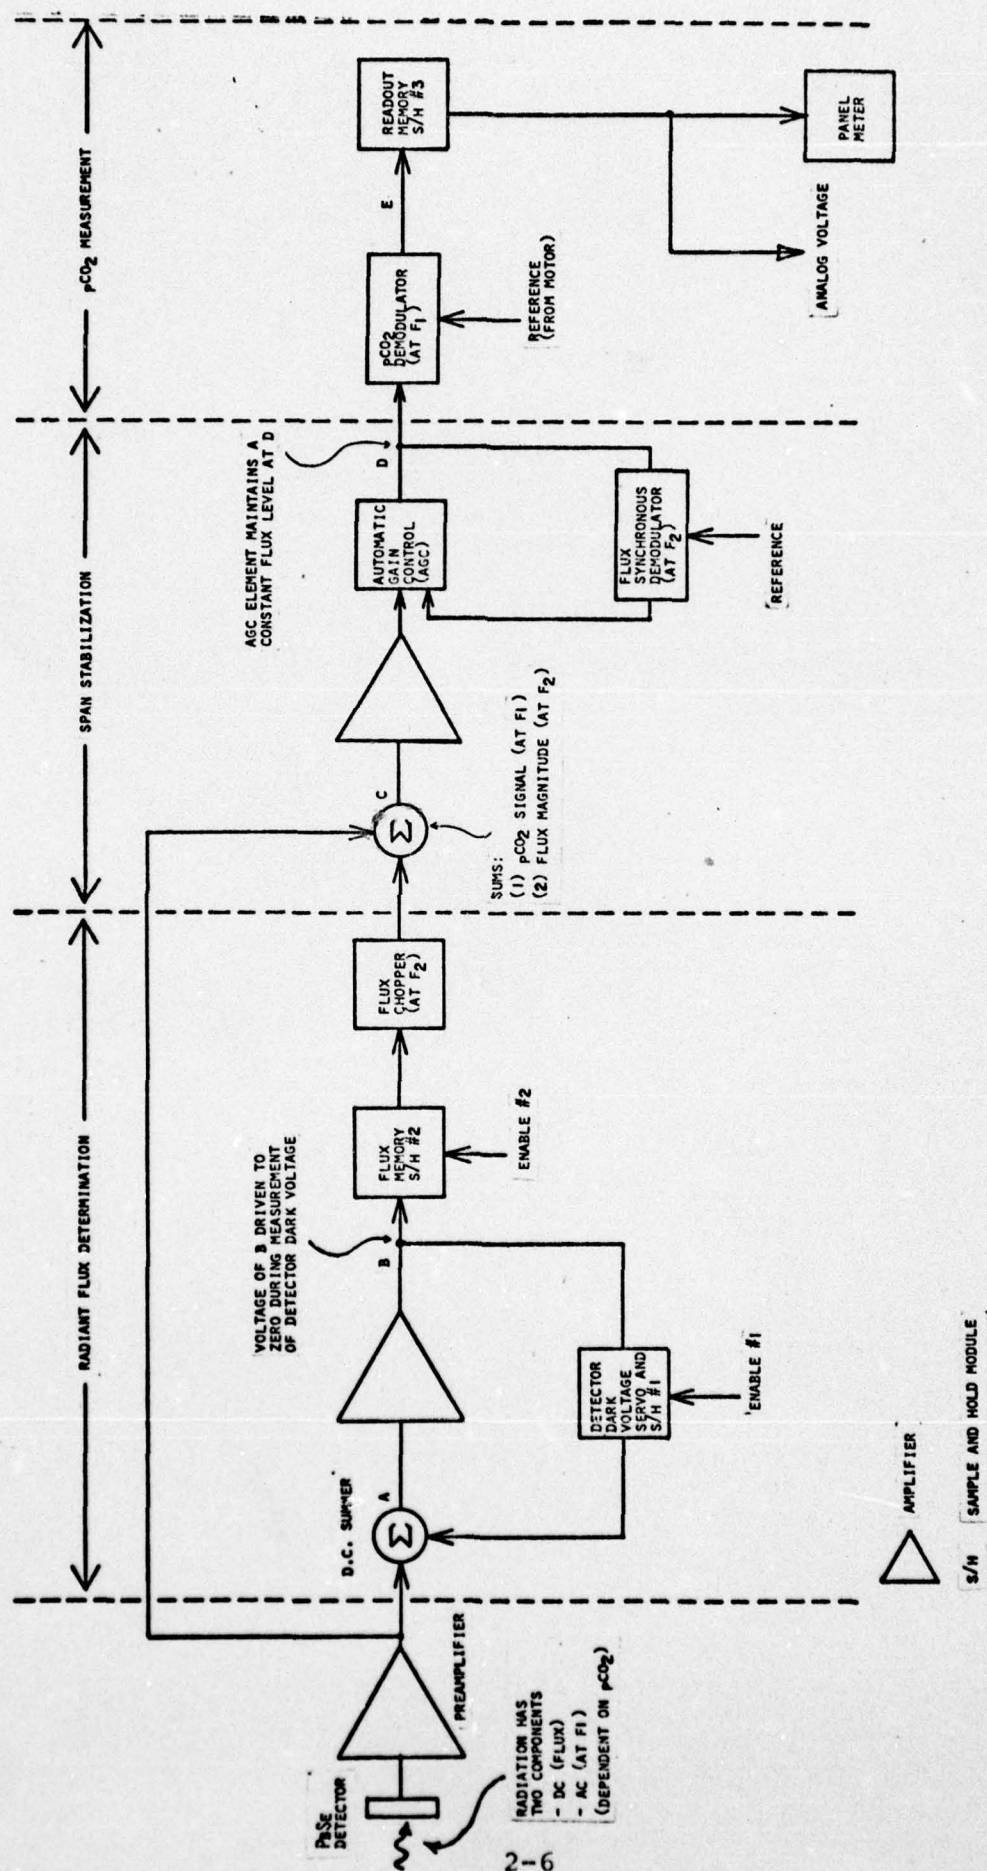 RADIANT FLUX DETERMINATION
SPAN STABILIZATION
pCO2 MEASUREMENT
PBSE
DETECTOR
RADIATION HAS
TWO COMPONENTS
- DC (FLUX)
- AC (AT F1)
(DEPENDENT ON pCO2)
PREAMPLIFIER
D.C. SUMMER
Σ
A
DETECTOR
DARK
VOLTAGE
SERVO AND
S/H #1
ENABLE #1
VOLTAGE OF B DRIVEN TO
ZERO DURING MEASUREMENT
OF DETECTOR DARK VOLTAGE
B
FLUX
MEMORY
S/H #2
ENABLE #2
FLUX
CHOPPER
(AT F2)
Σ
C
SUMS:
(1) pCO2 SIGNAL (AT F1)
(2) FLUX MAGNITUDE (AT F2)
AGC ELEMENT MAINTAINS A
CONSTANT FLUX LEVEL AT D
AUTOMATIC
GAIN
CONTROL
(AGC)
D
FLUX
SYNCHRONOUS
DEMODULATOR
(AT F2)
REFERENCE
pCO2
DEMODULATOR
(AT F1)
REFERENCE
(FROM MOTOR)
E
READOUT
MEMORY
S/H #3
ANALOG VOLTAGE
PANEL
METER
AMPLIFIER
S/H SAMPLE AND HOLD MODULE
2-6